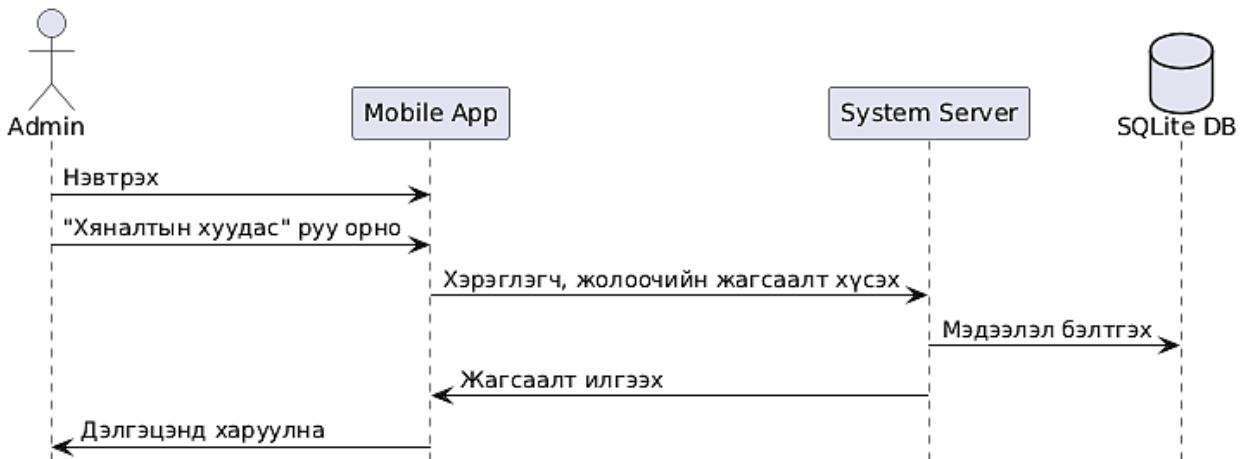 Admin
Mobile App
System Server
SQLite DB
Нэвтрэх
"Хяналтын хуудас" руу орно
Хэрэглэгч, жолоочийн жагсаалт хүсэх
Мэдээлэл бэлтгэх
Жагсаалт илгээх
Дэлгэцэнд харуулна